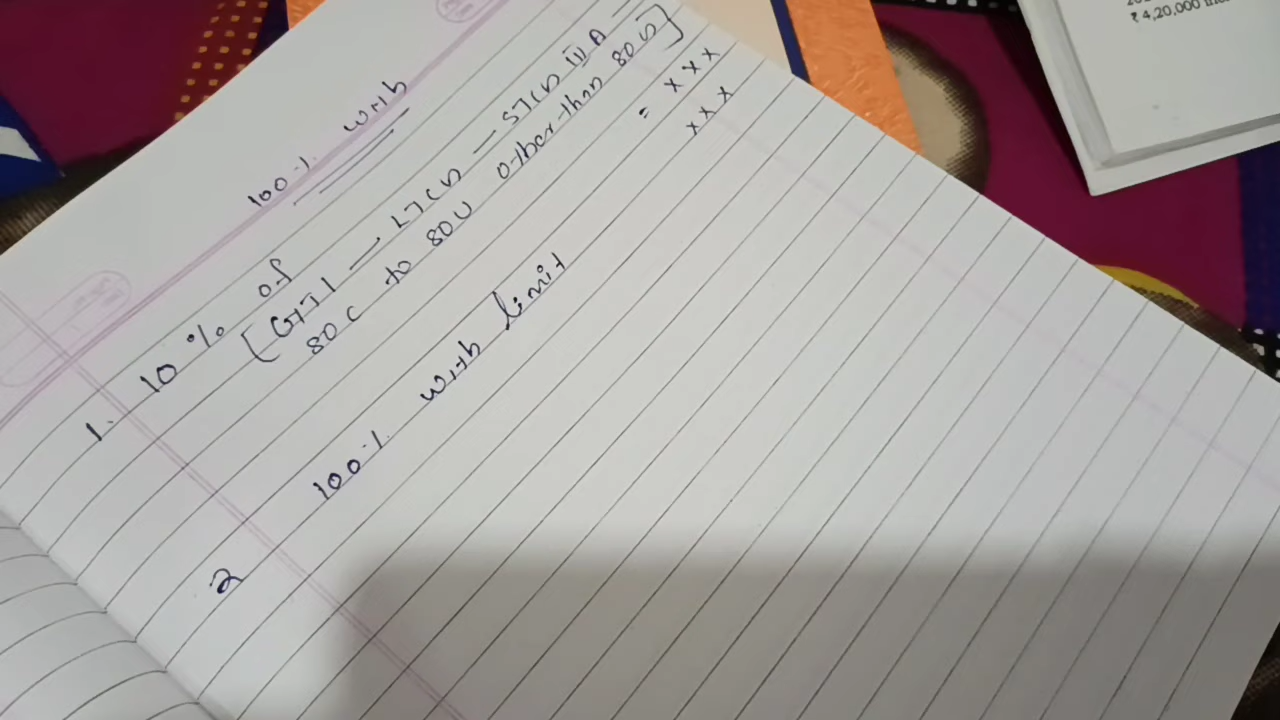 100% with
1. 10% of
[GTI — LTCG — STCG 111A —
80C to 80U other than 80G]
= xxx
xxx
2 100% with limit
₹ 4,20,000